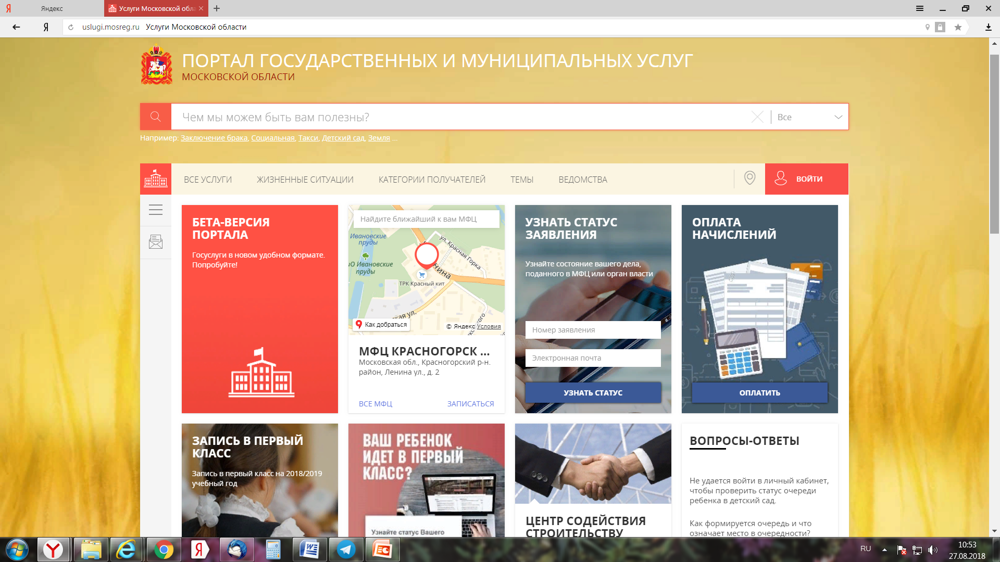 Яндекс
Услуги Московской обла
uslugi.mosreg.ru Услуги Московской области
ПОРТАЛ ГОСУДАРСТВЕННЫХ И МУНИЦИПАЛЬНЫХ УСЛУГ
МОСКОВСКОЙ ОБЛАСТИ
Чем мы можем быть вам полезны?
Все
Например: Заключение брака, Социальная, Такси, Детский сад, Земля ...
ВСЕ УСЛУГИ
ЖИЗНЕННЫЕ СИТУАЦИИ
КАТЕГОРИИ ПОЛУЧАТЕЛЕЙ
ТЕМЫ
ВЕДОМСТВА
ВОЙТИ
БЕТА-ВЕРСИЯ
ПОРТАЛА
Госуслуги в новом удобном формате.
Попробуйте!
Найдите ближайший к вам МФЦ
Ивановские
пруды
ул. Красная Горка
иО Ивановские
пруды
нина
ТРК Красный кит
ская ул.
Как добраться
© Яндекс Условия
МФЦ КРАСНОГОРСК ...
Московская обл., Красногорский р-н.
район, Ленина ул., д. 2
ВСЕ МФЦ
ЗАПИСАТЬСЯ
УЗНАТЬ СТАТУС
ЗАЯВЛЕНИЯ
Узнайте состояние вашего дела,
поданного в МФЦ или орган власти
Номер заявления
Электронная почта
УЗНАТЬ СТАТУС
ОПЛАТА
НАЧИСЛЕНИЙ
ОПЛАТИТЬ
ЗАПИСЬ В ПЕРВЫЙ
КЛАСС
Запись в первый класс на 2018/2019
учебный год
ВАШ РЕБЕНОК
ИДЕТ В ПЕРВЫЙ
КЛАСС?
Узнайте статус Вашего
ЦЕНТР СОДЕЙСТВИЯ
СТРОИТЕЛЬСТВУ
ВОПРОСЫ-ОТВЕТЫ
Не удается войти в личный кабинет,
чтобы проверить статус очереди
ребенка в детский сад.
Как формируется очередь и что
означает место в очередности?
RU
10:53
27.08.2018